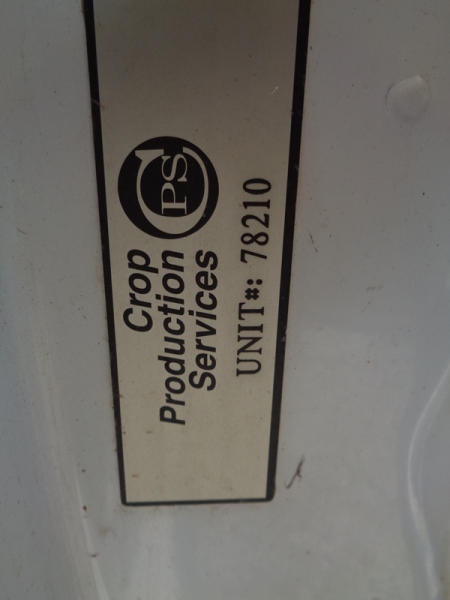 CPS
Crop
Production
Services
UNIT#: 78210